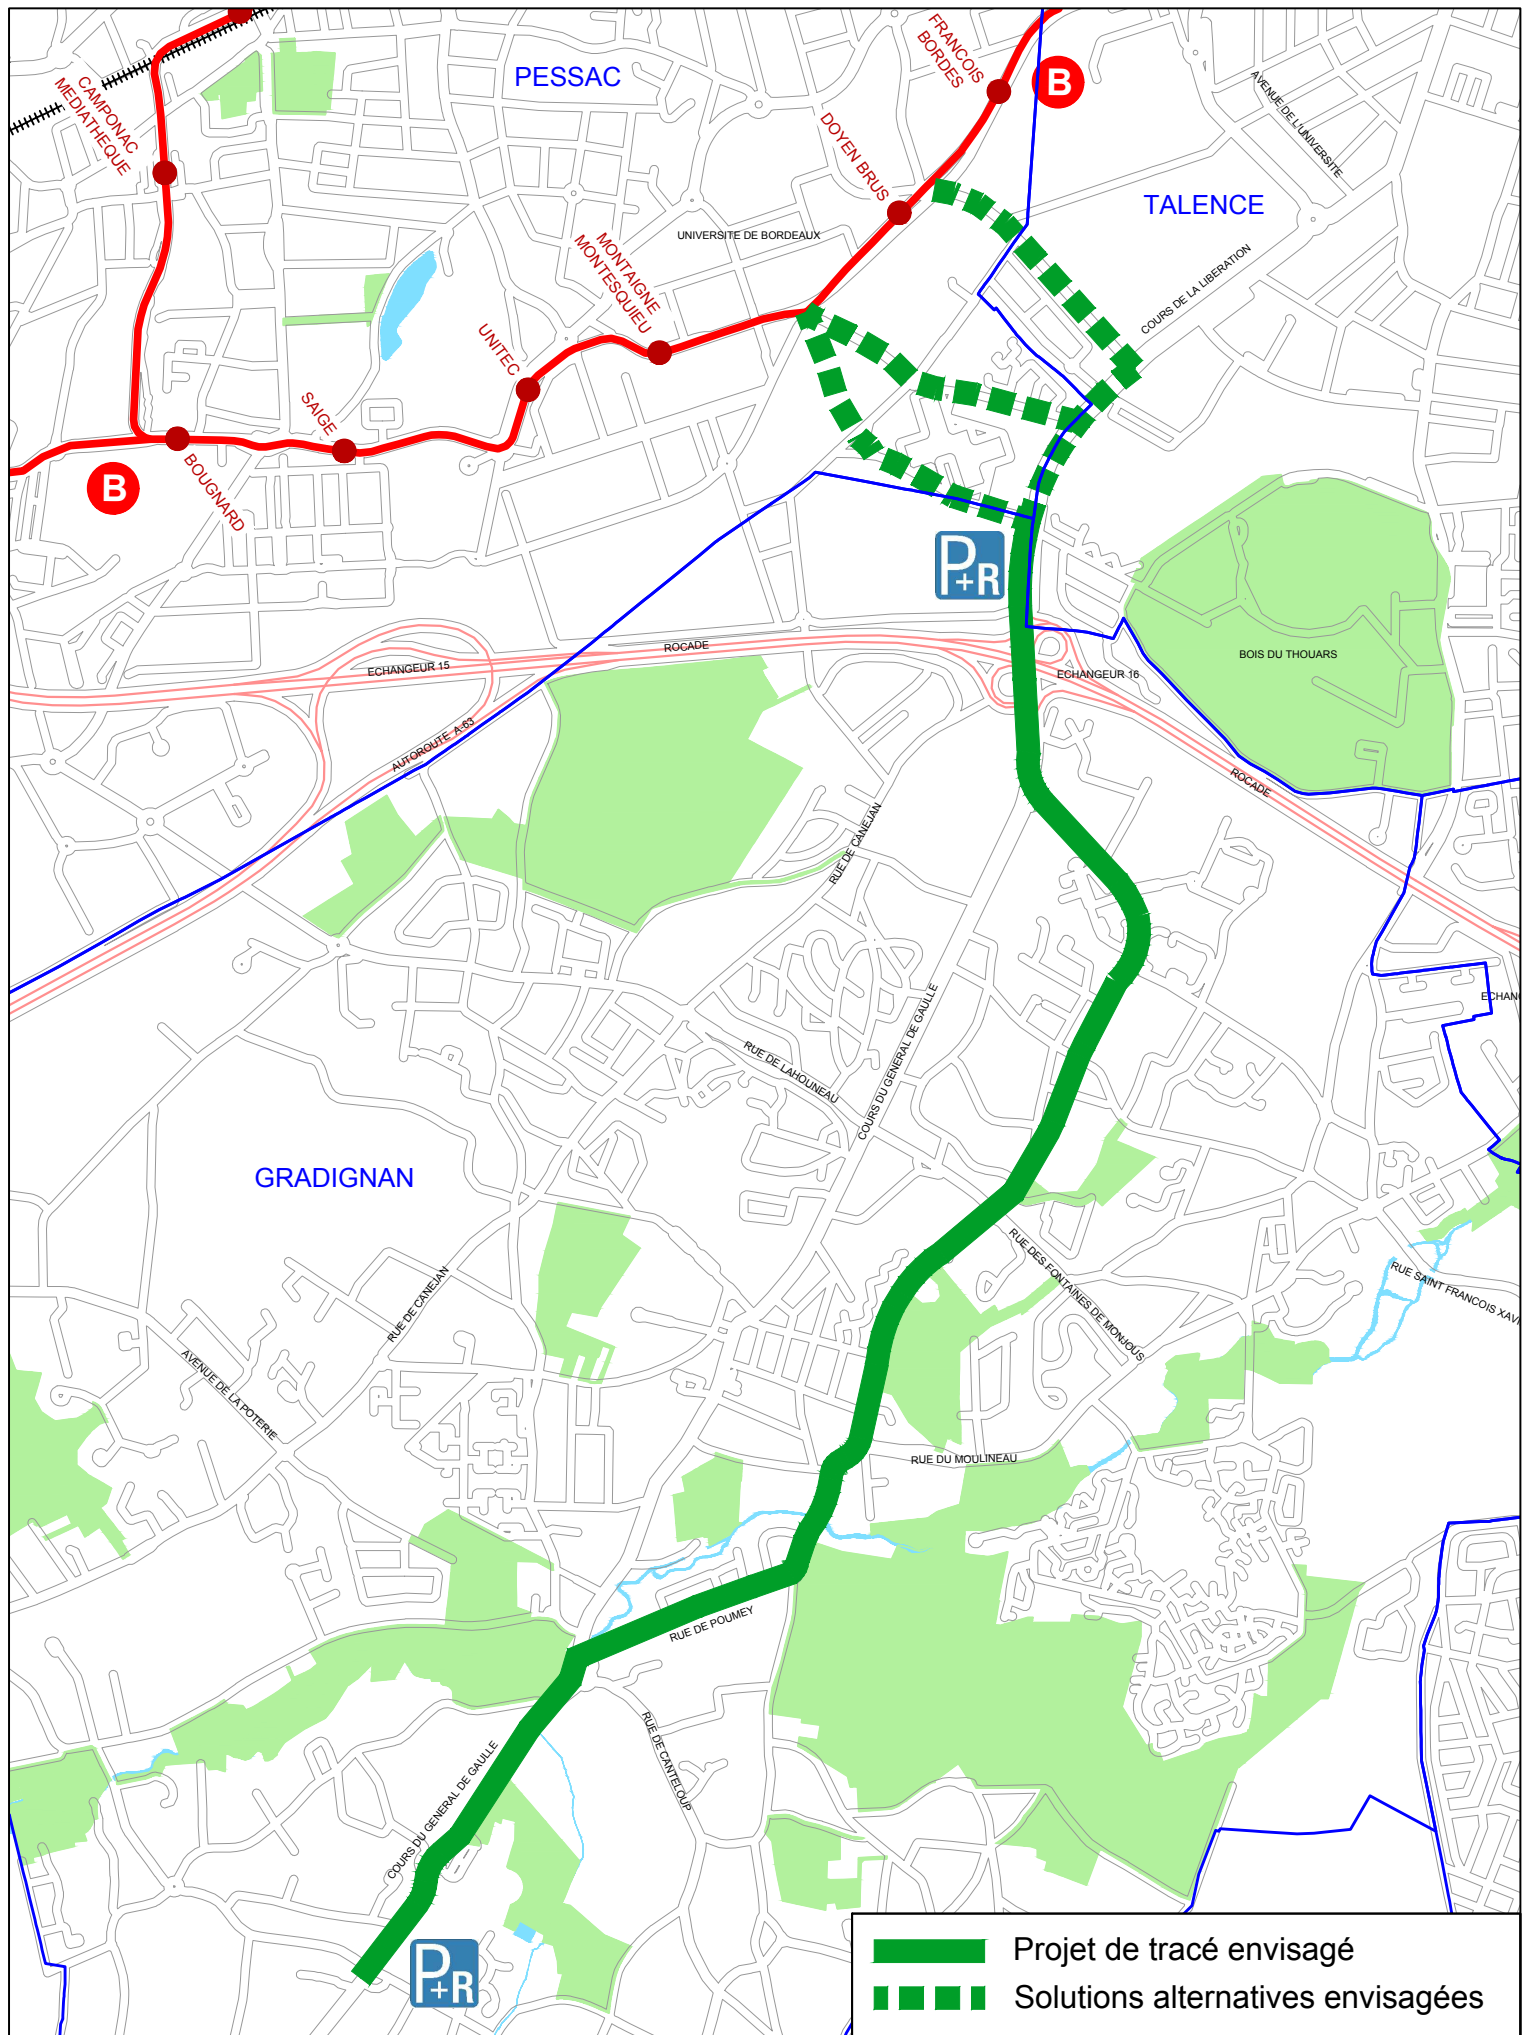 FRANCOIS
BORDES
B
PESSAC
CAMPONAC
MEDIATHEQUE
AVENUE DE L'UNIVERSITE
DOYEN BRUS
TALENCE
UNIVERSITE DE BORDEAUX
MONTAIGNE
MONTESQUIEU
COURS DE LA LIBERATION
UNITEC
SAIGE
B
BOUGNARD
P+R
ROCADE
BOIS DU THOUARS
ECHANGEUR 15
ECHANGEUR 16
AUTOROUTE A-63
ROCADE
RUE DE CANEJAN
ECHAN
COURS DU GENERAL DE GAULLE
RUE DE LAHOUNEAU
GRADIGNAN
RUE DES FONTAINES DE MONJOUS
RUE SAINT FRANCOIS XAVI
RUE DE CANEJAN
AVENUE DE LA POTERIE
RUE DU MOULINEAU
RUE DE POUMEY
RUE DE CANTELOUP
COURS DU GENERAL DE GAULLE
P+R
Projet de tracé envisagé
Solutions alternatives envisagées